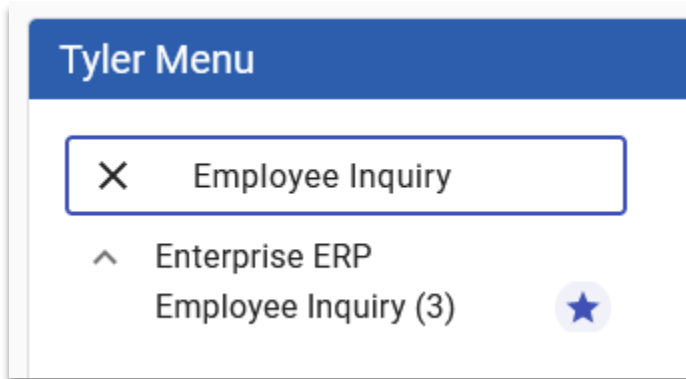 Tyler Menu
Employee Inquiry
Enterprise ERP
Employee Inquiry (3)